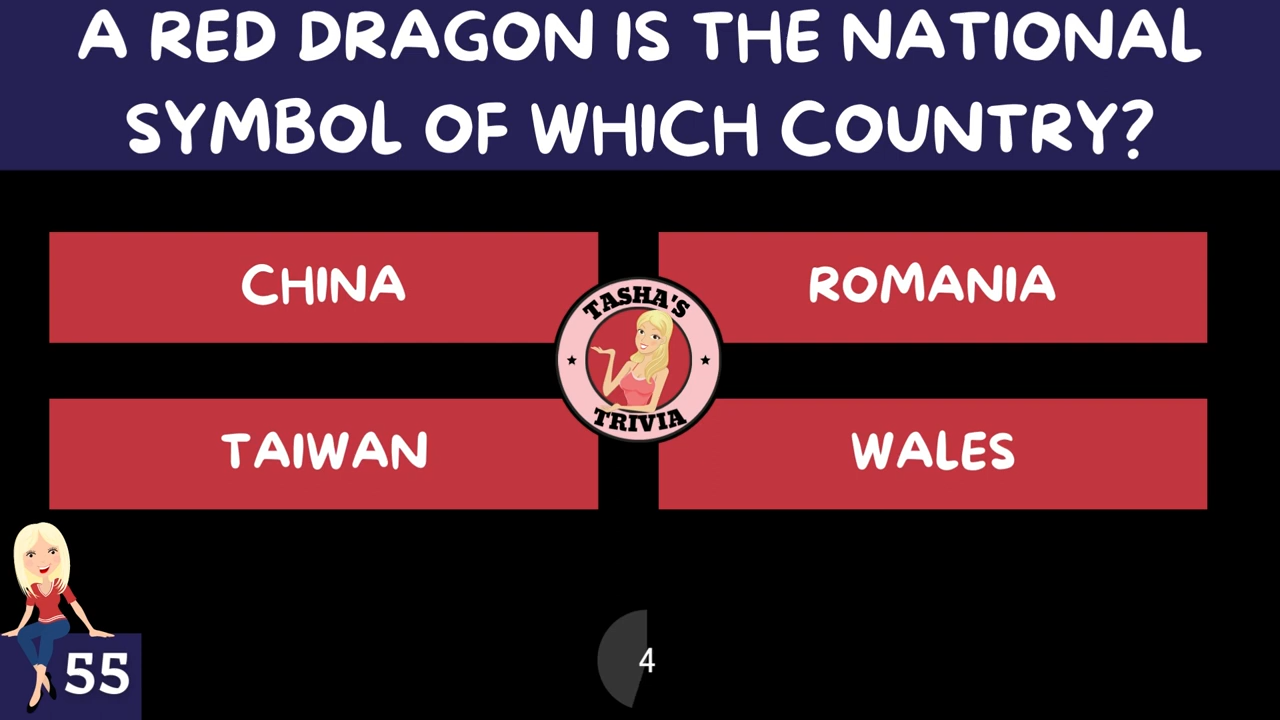 A RED DRAGON IS THE NATIONAL
SYMBOL OF WHICH COUNTRY?
CHINA
ROMANIA
TASHA'S
TRIVIA
TAIWAN
WALES
55
4